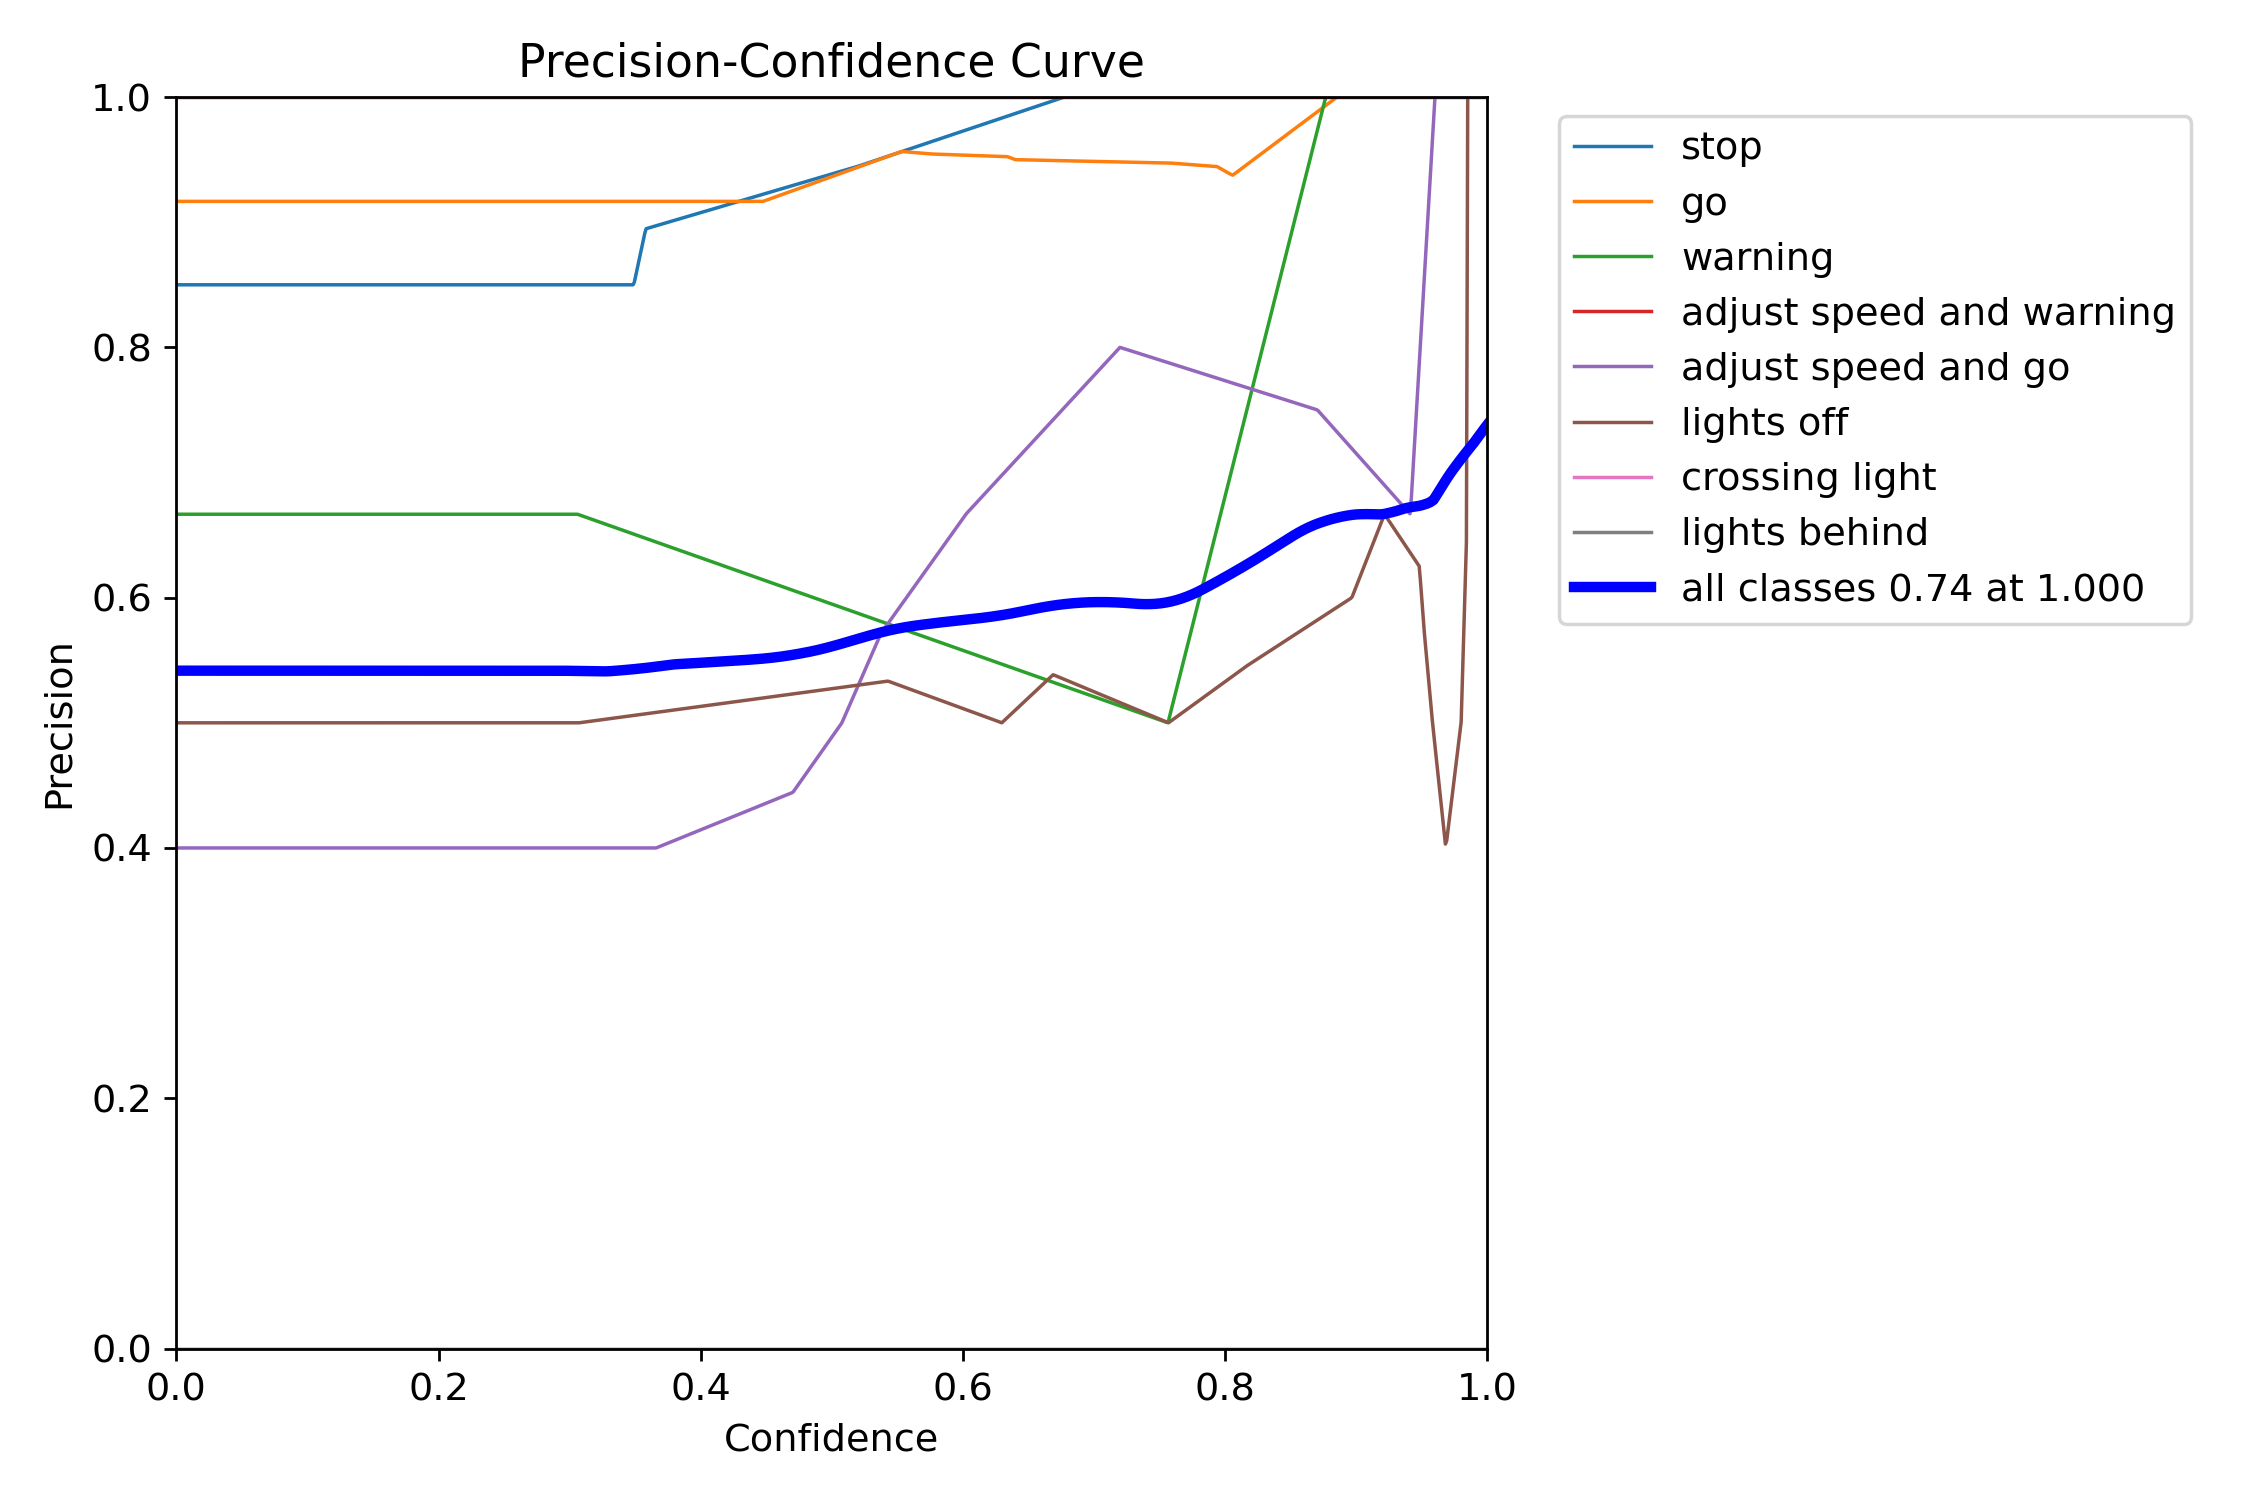 Precision-Confidence Curve
1.0
0.8
0.6
0.4
0.2
0.0
Precision
0.0 0.2 0.4 0.6 0.8 1.0
Confidence
stop
go
warning
adjust speed and warning
adjust speed and go
lights off
crossing light
lights behind
all classes 0.74 at 1.000